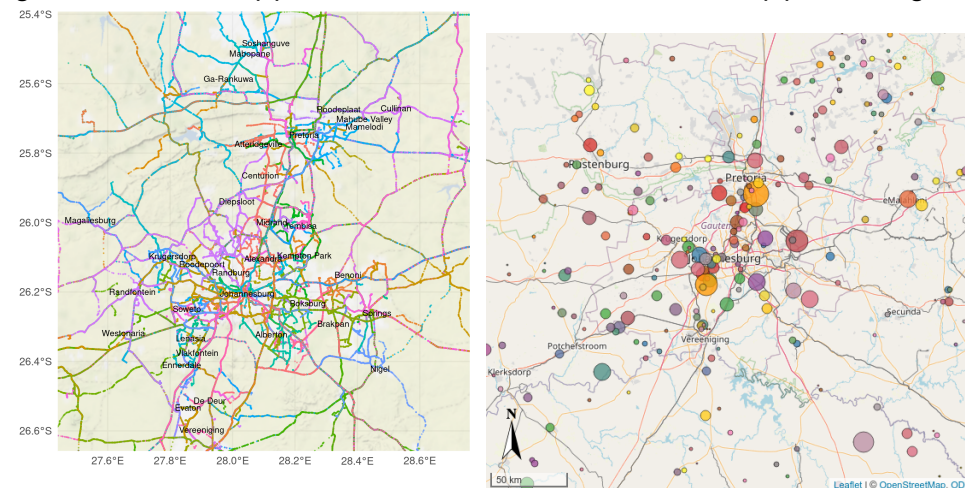 25.4°S
Soshanguve
Mabopane
25.6°S
Ga-Rankuwa
Roodeplaat
Cullinan
Mahube Valley
Mamelodi
Pretoria
Atteridgeville
25.8°S
Centurion
Diepsloot
26.0°S
Magaliesburg
Midrand
Tembisa
Krugersdorp
Roodepoort
Alexandra
Kempton Park
Randburg
Benoni
26.2°S
Randfontein
Johannesburg
Boksburg
Soweto
Springs
Brakpan
Westonaria
Lenasia
Alberton
Vlakfontein
26.4°S
Ennerdale
Nigel
De Deur
Evaton
26.6°S
Vereeniging
27.6°E
27.8°E
28.0°E
28.2°E
28.4°E
28.6°E
Rustenburg
Pretoria
Gauteng
Krugersdorp
Johannesburg
Secunda
Vereeniging
Potchefstroom
Klerksdorp
N
50 km
Leaflet | © OpenStreetMap, OD